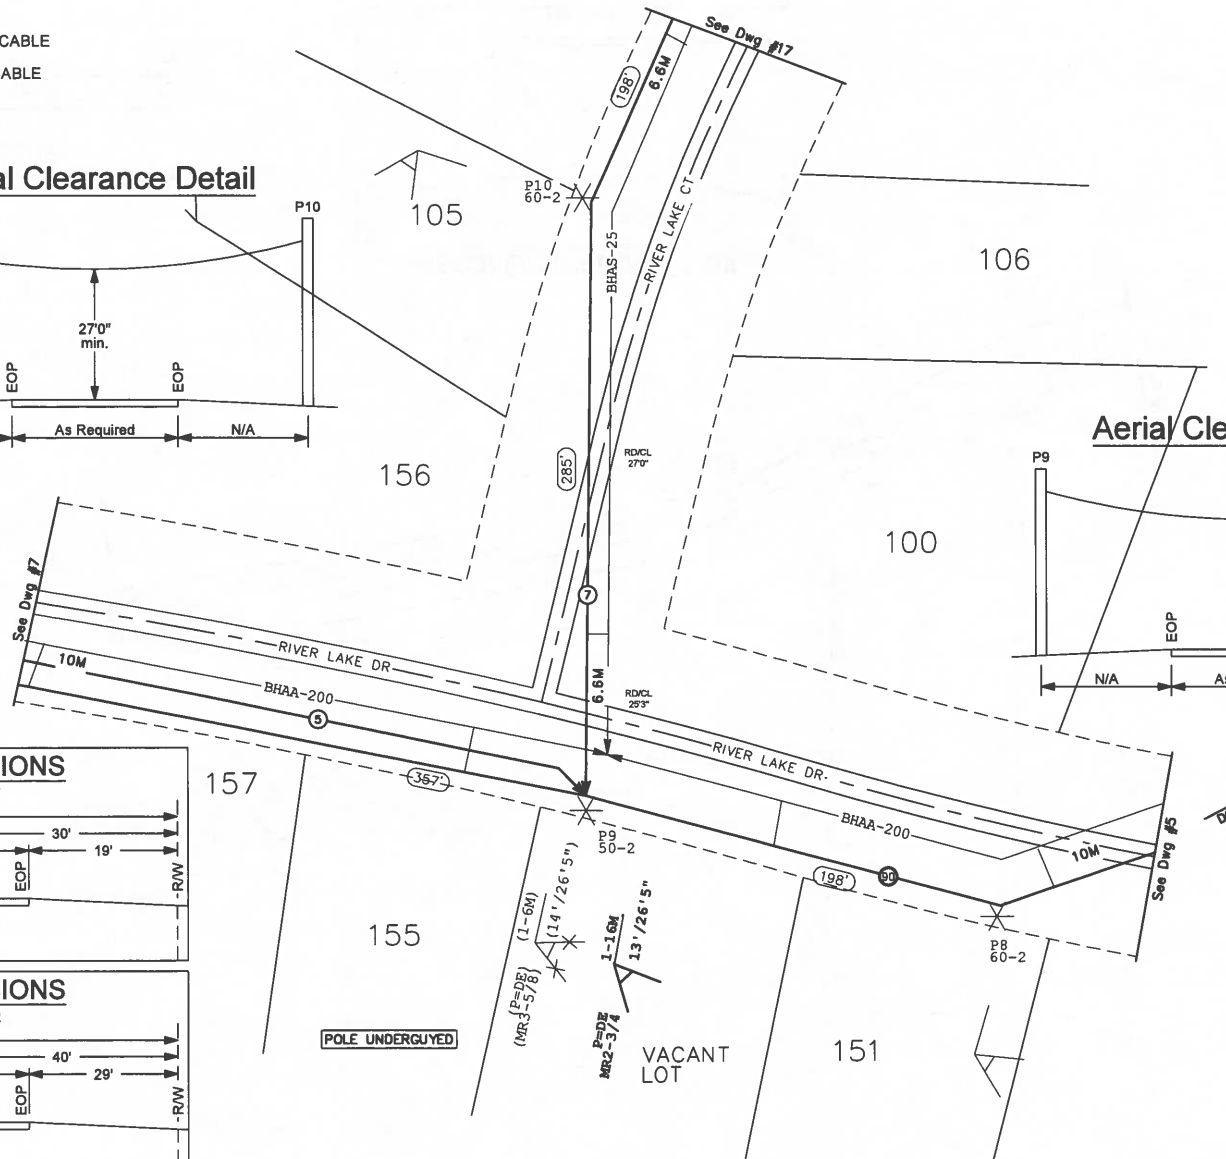 CABLE
ABLE
al Clearance Detail
P10
27'0"
min.
EOP
EOP
As Required
N/A
See Dwg #17
198'
6.6M
P10
60-2
105
106
BHAS-25
RIVER LAKE CT
285'
RD/CL
27'0"
156
100
Aerial Cle
P9
EOP
N/A
As
See Dwg #7
7
RIVER LAKE DR
10M
BHAA-200
5
357'
6.6M
RD/CL
25'3"
RIVER LAKE DR.
BHAA-200
10M
See Dwg #5
198'
90
P9
50-2
P8
60-2
157
155
VACANT
LOT
151
(1-6M)
(14'/26'5")
(P=DE)
(MR3-5/8)
1-16M
13'/26'5"
P=DE
MR2-3/4
POLE UNDERGUYED
IONS
30'
19'
EOP
R/W
IONS
40'
29'
EOP
R/W